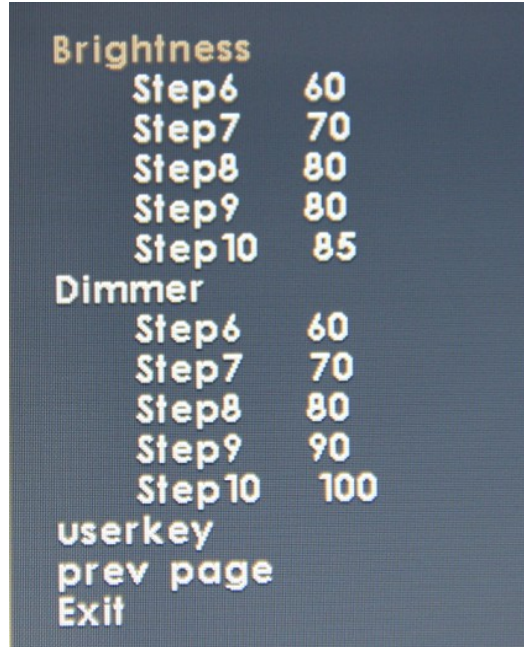 Brightness
Step6 60
Step7 70
Step8 80
Step9 80
Step10 85
Dimmer
Step6 60
Step7 70
Step8 80
Step9 90
Step10 100
userkey
prev page
Exit